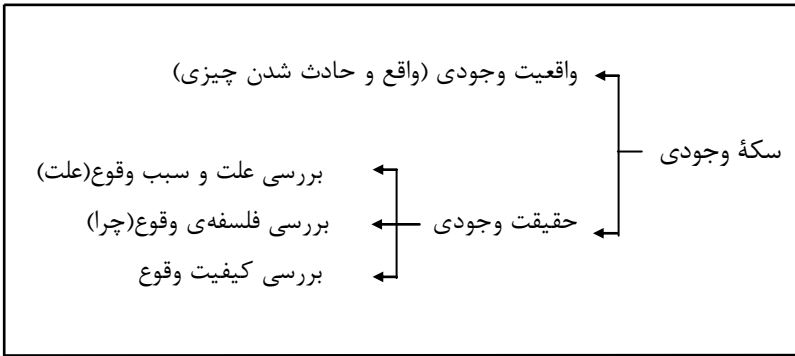 واقعیت وجودی (واقع و حادث شدن چیزی)
سکهٔ وجودی
بررسی علت و سبب وقوع(علت)
حقیقت وجودی
بررسی فلسفه‌ی وقوع(چرا)
بررسی کیفیت وقوع